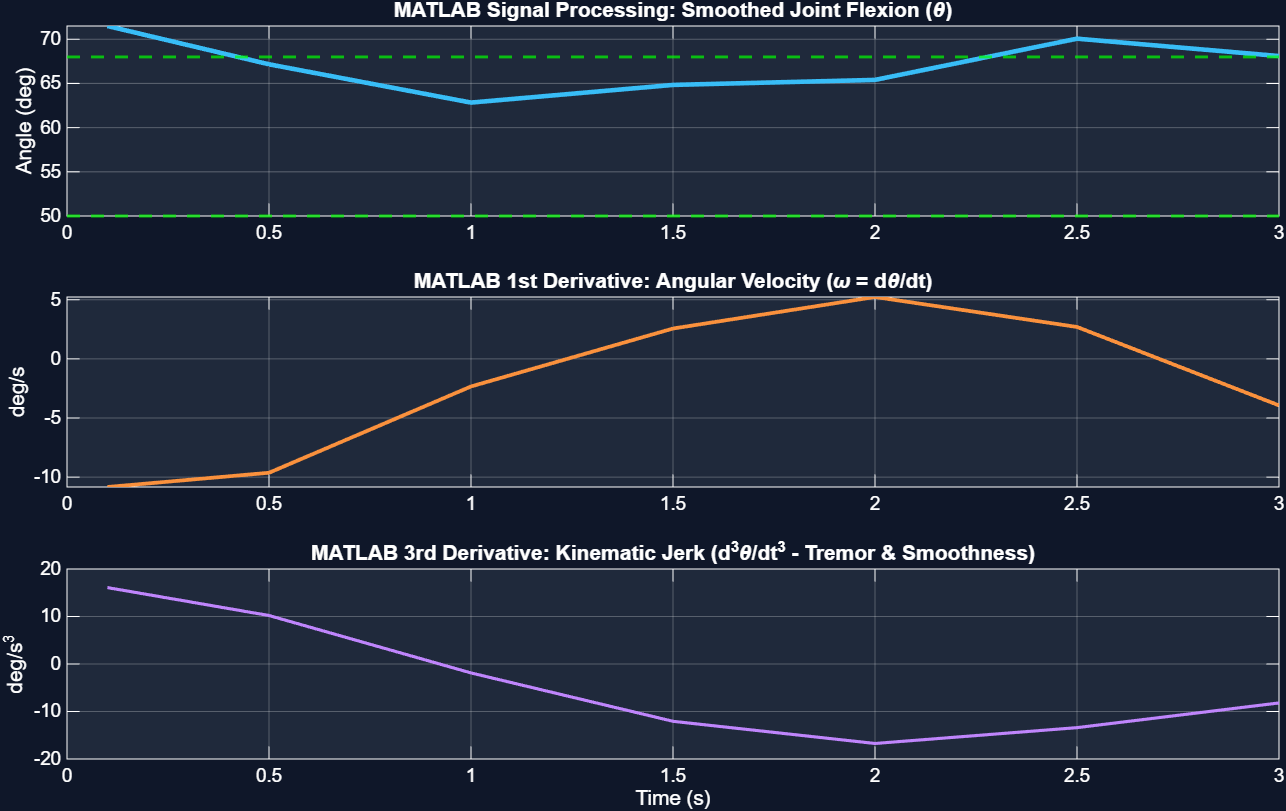 MATLAB Signal Processing: Smoothed Joint Flexion (θ)
70
65
60
55
50
Angle (deg)
0 0.5 1 1.5 2 2.5 3
MATLAB 1st Derivative: Angular Velocity (ω = dθ/dt)
5
0
-5
-10
deg/s
0 0.5 1 1.5 2 2.5 3
MATLAB 3rd Derivative: Kinematic Jerk (d³θ/dt³ - Tremor & Smoothness)
20
10
0
-10
-20
deg/s³
0 0.5 1 1.5 2 2.5 3
Time (s)